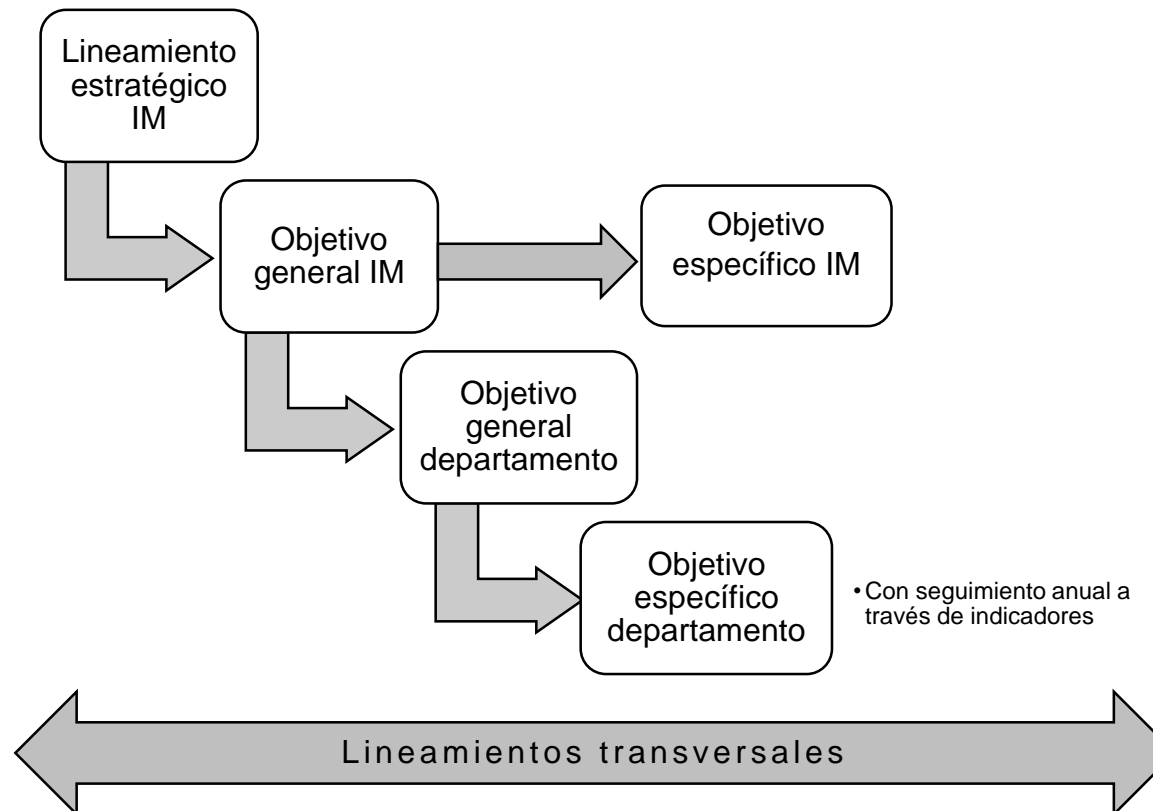 Lineamiento
estratégico
IM
Objetivo
general IM
Objetivo
específico IM
Objetivo
general
departamento
Objetivo
específico
departamento
• Con seguimiento anual a
través de indicadores
Lineamientos transversales